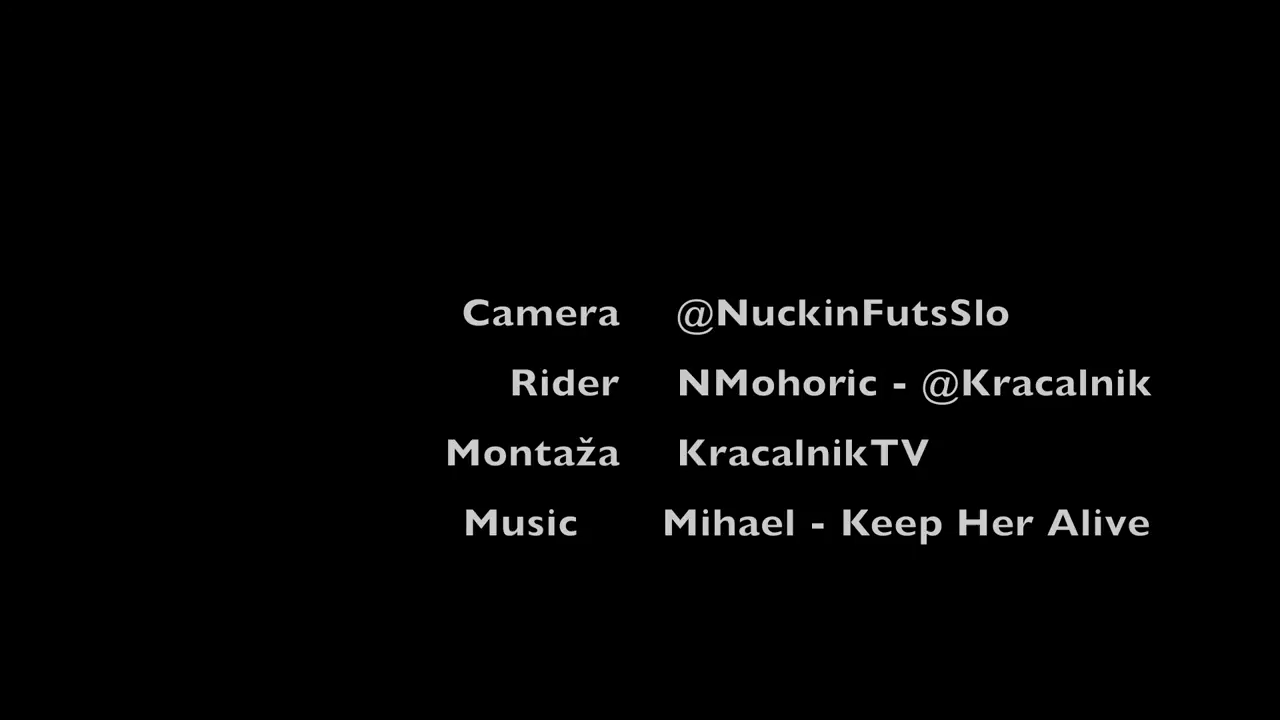 Camera @NuckinFutsSlo
Rider NMohoric - @Kracalnik
Montaža KracalnikTV
Music Mihael - Keep Her Alive